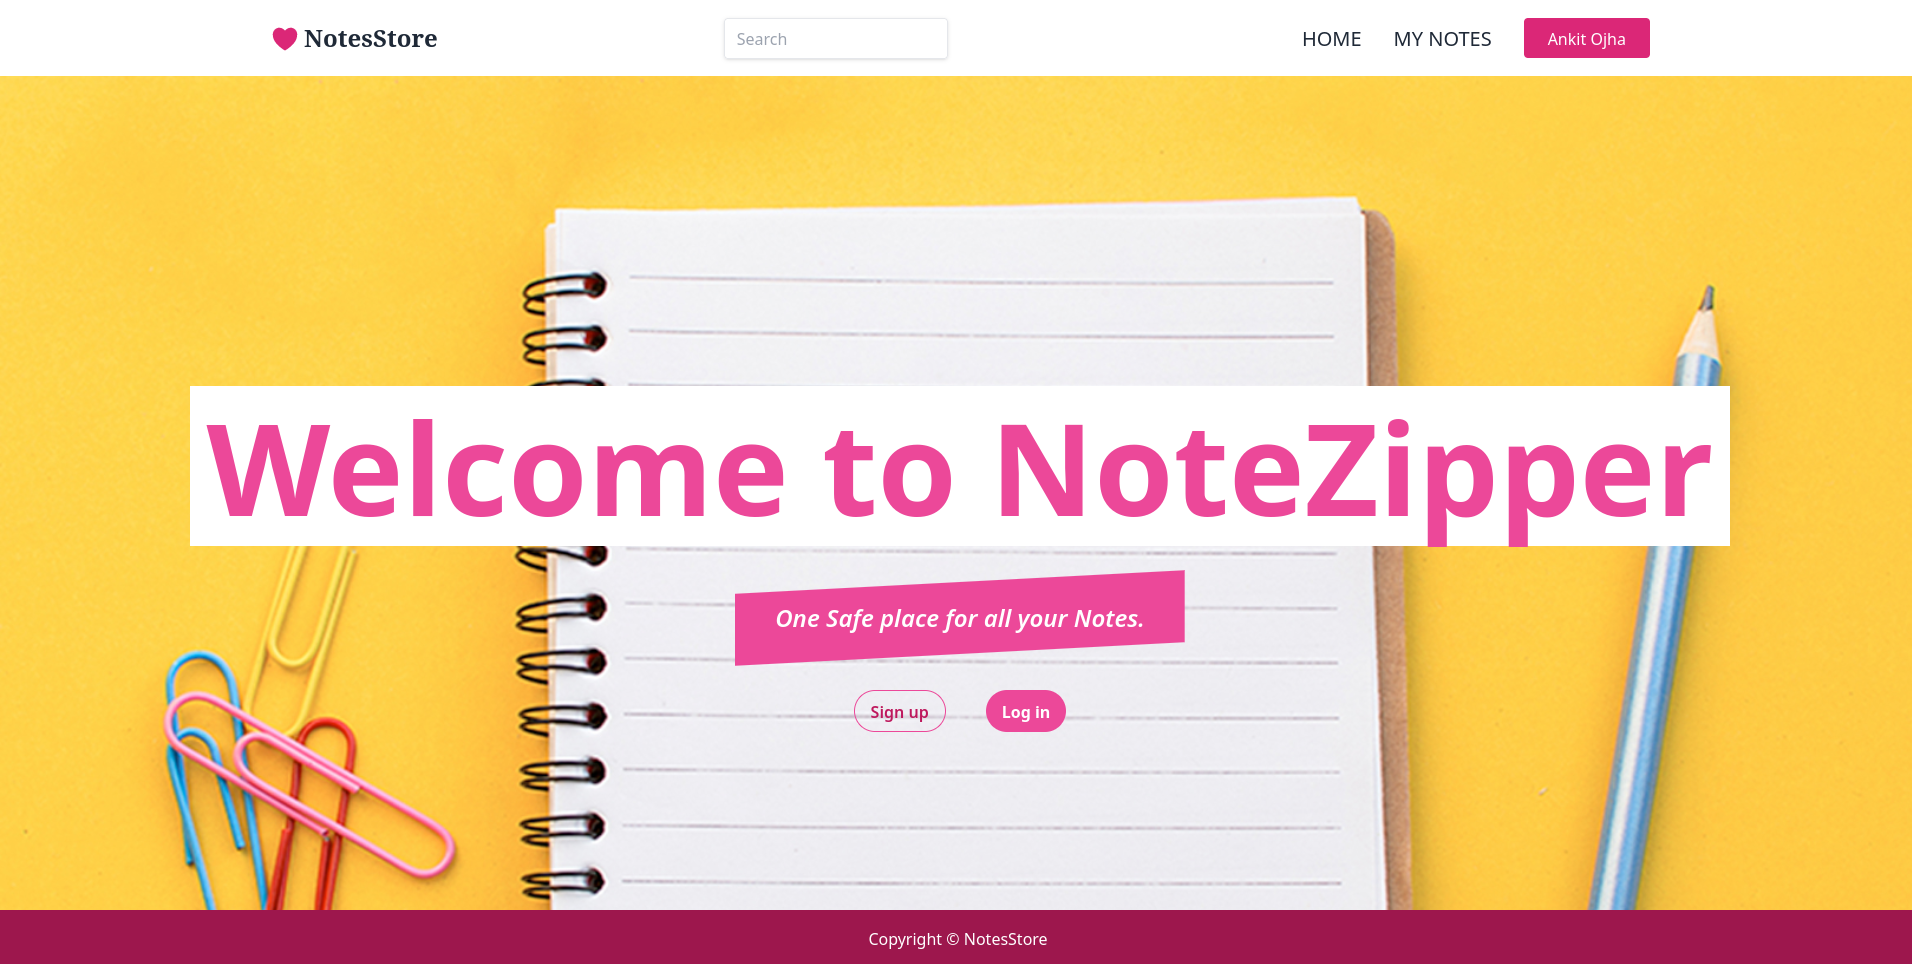 NotesStore
Search
HOME
MY NOTES
Ankit Ojha
Welcome to NoteZipper
One Safe place for all your Notes.
Sign up
Log in
Copyright © NotesStore